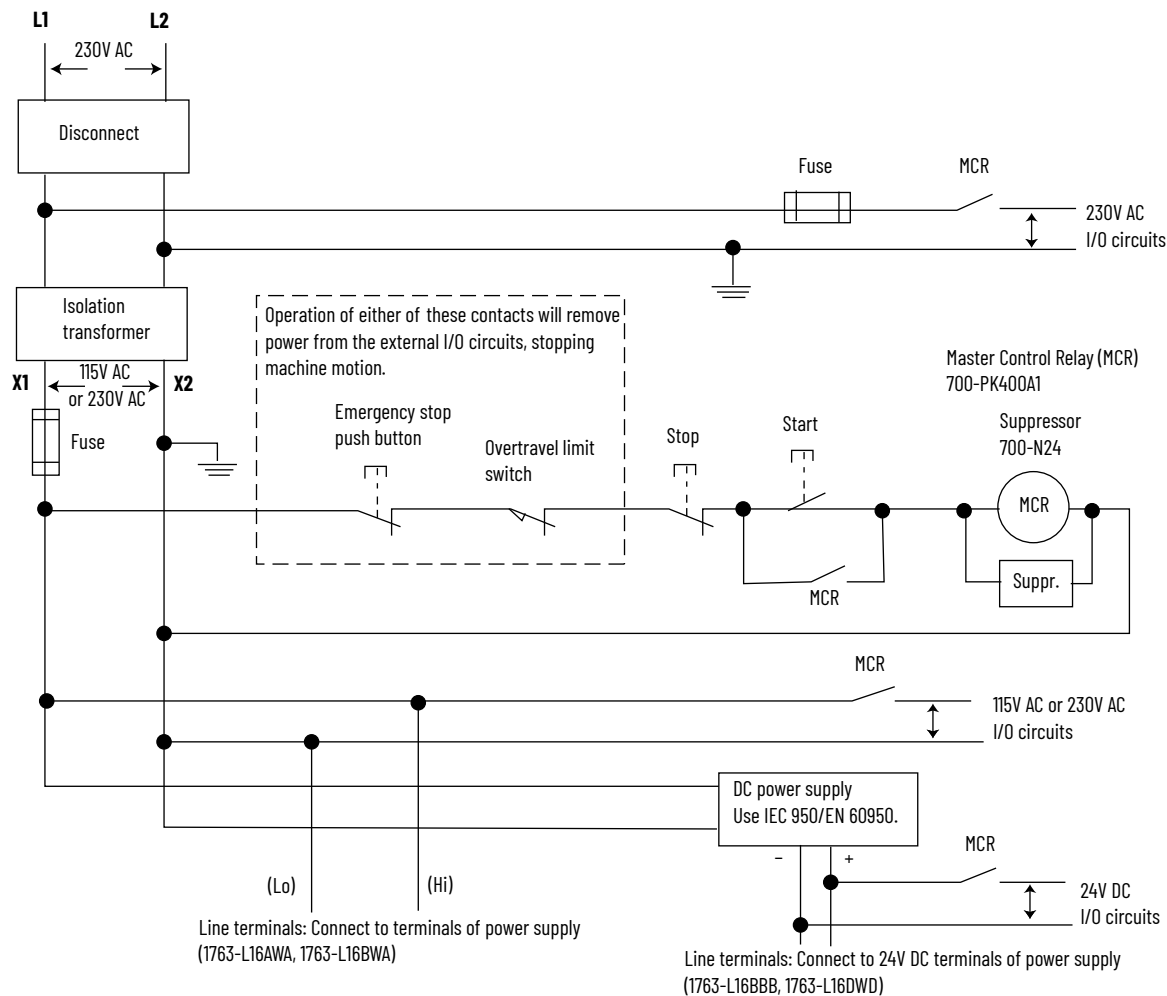 L1
L2
230V AC
Disconnect
Fuse
MCR
230V AC
I/O circuits
Isolation
transformer
Operation of either of these contacts will remove
power from the external I/O circuits, stopping
machine motion.
X1
115V AC
or 230V AC
X2
Fuse
Emergency stop
push button
Overtravel limit
switch
Stop
Start
Master Control Relay (MCR)
700-PK400A1
Suppressor
700-N24
MCR
Suppr.
MCR
MCR
115V AC or 230V AC
I/O circuits
DC power supply
Use IEC 950/EN 60950.
–
+
MCR
24V DC
I/O circuits
(Lo)
(Hi)
Line terminals: Connect to terminals of power supply
(1763-L16AWA, 1763-L16BWA)
Line terminals: Connect to 24V DC terminals of power supply
(1763-L16BBB, 1763-L16DWD)